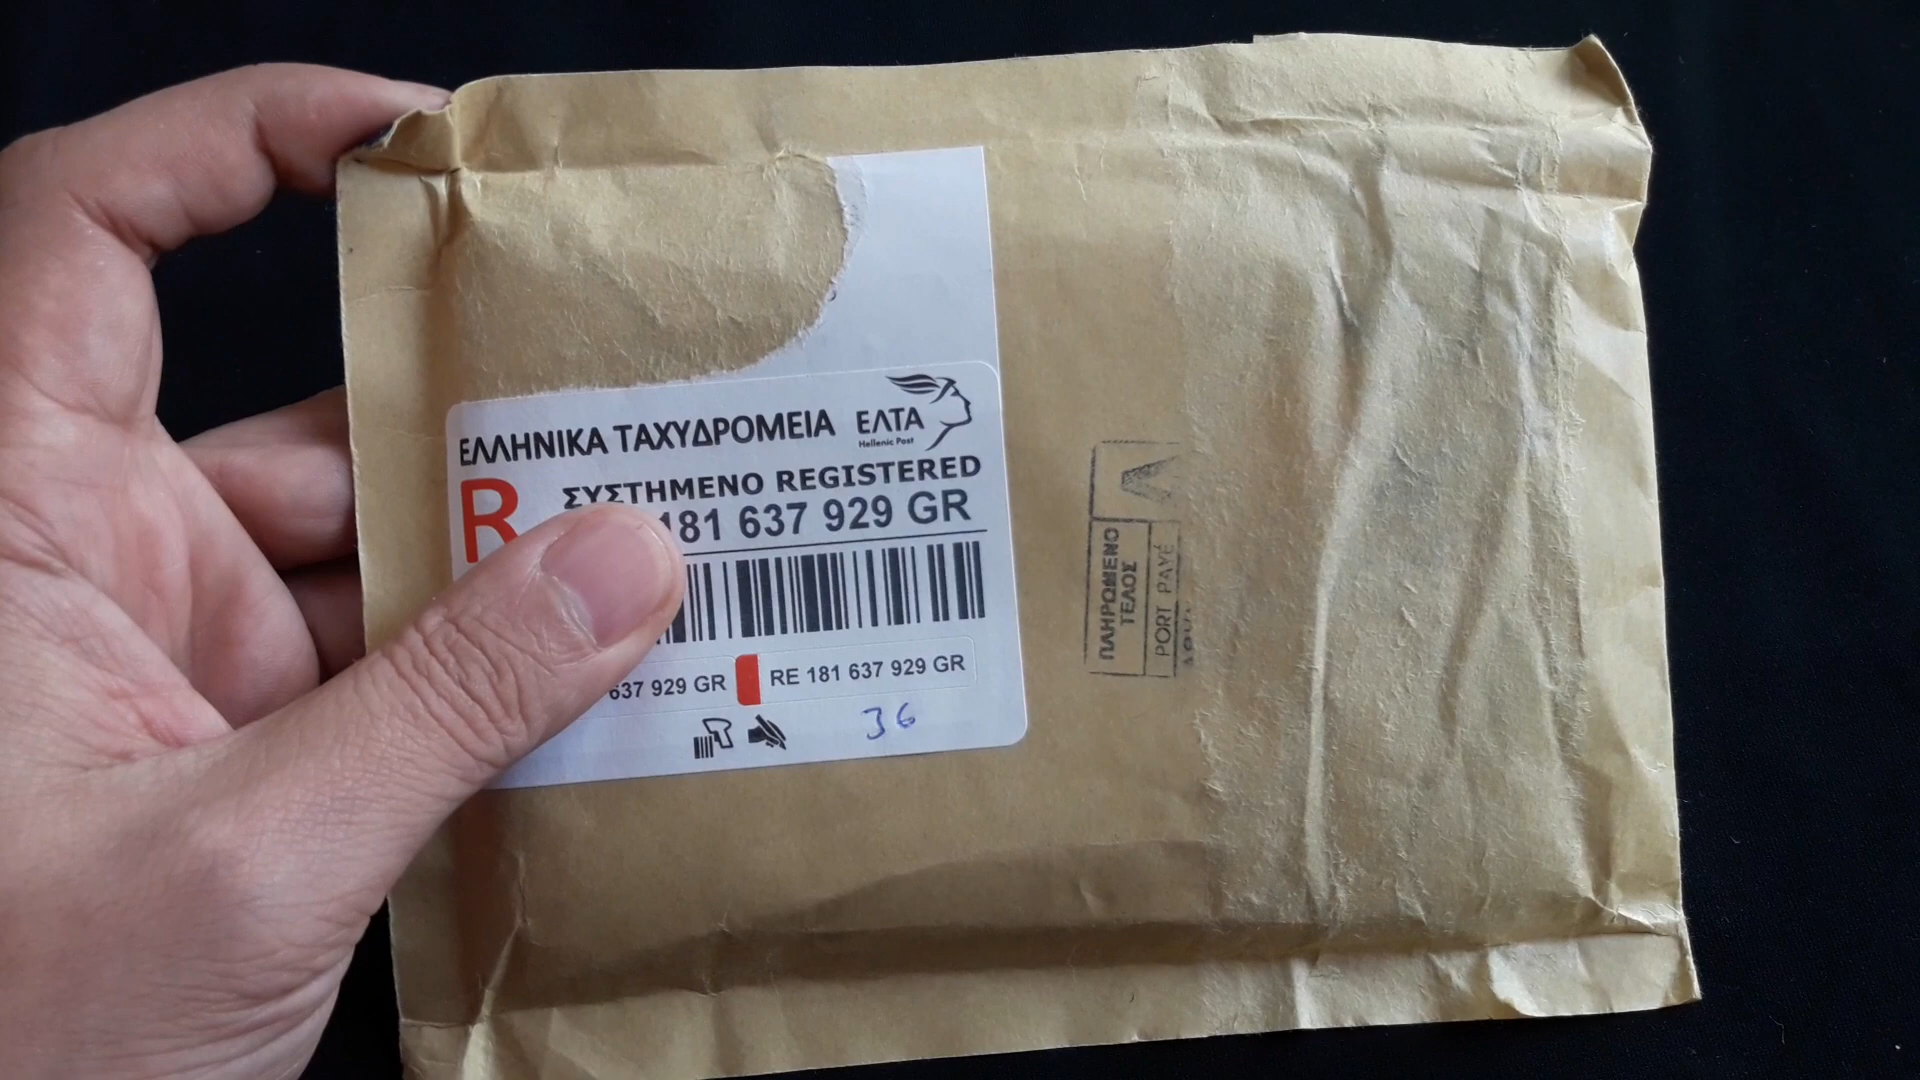 ΕΛΛΗΝΙΚΑ ΤΑΧΥΔΡΟΜΕΙΑ
ΕΛΤΑ
Hellenic Post
ΣΥΣΤΗΜΕΝΟ REGISTERED
R
181 637 929 GR
637 929 GR
RE 181 637 929 GR
36
ΠΛΗΡΩΜΕΝΟ
ΤΕΛΟΣ
PORT PAYÉ